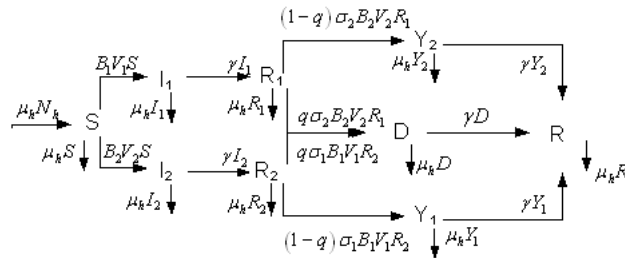 (1-q) σ₂B₂V₂R₁
Y₂
B₁V₁S I₁ γI₁ R₁ μₕY₂ γY₂
μₕNₕ μₕI₁ μₕR₁ qσ₂B₂V₂R₁ γD
S D R
μₕS B₂V₂S γI₂ qσ₁B₁V₁R₂ μₕD μₕR
I₂ R₂
μₕI₂ μₕR₂ Y₁ γY₁
(1-q) σ₁B₁V₁R₂ μₕY₁